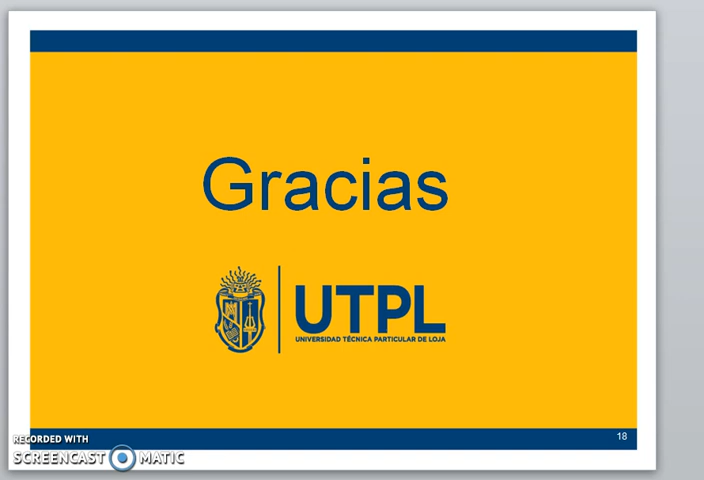 Gracias
UTPL
UNIVERSIDAD TÉCNICA PARTICULAR DE LOJA
18
RECORDED WITH
SCREENCAST MATIC